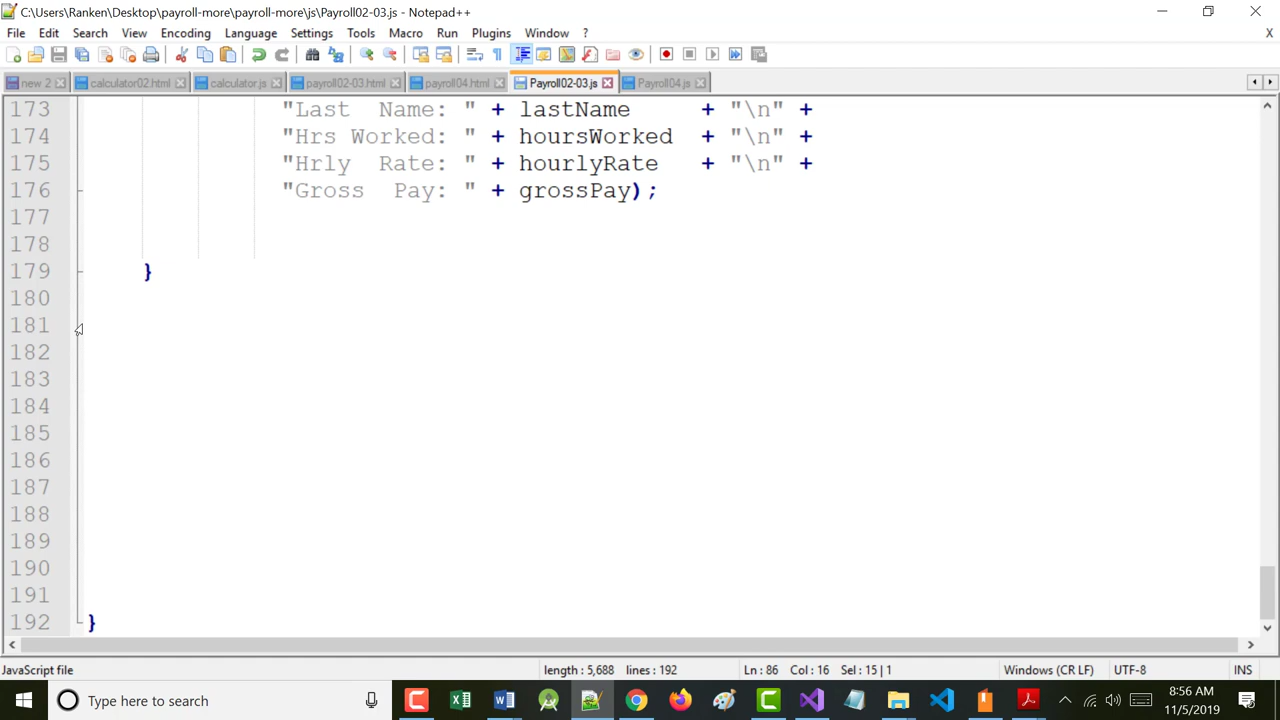 C:\Users\Ranken\Desktop\payroll-more\payroll-more\js\Payroll02-03.js - Notepad++
File Edit Search View Encoding Language Settings Tools Macro Run Plugins Window ? X
new 2 calculator02.html calculator.js payroll02-03.html payroll04.html Payroll02-03.js Payroll04.js
173 "Last  Name: " + lastName + "\n" +
174 "Hrs Worked: " + hoursWorked + "\n" +
175 "Hrly  Rate: " + hourlyRate + "\n" +
176 "Gross  Pay: " + grossPay);
177
178
179 }
180
181
182
183
184
185
186
187
188
189
190
191
192 }
JavaScript file length : 5,688 lines : 192 Ln : 86 Col : 16 Sel : 15 | 1 Windows (CR LF) UTF-8 INS
Type here to search 8:56 AM
11/5/2019